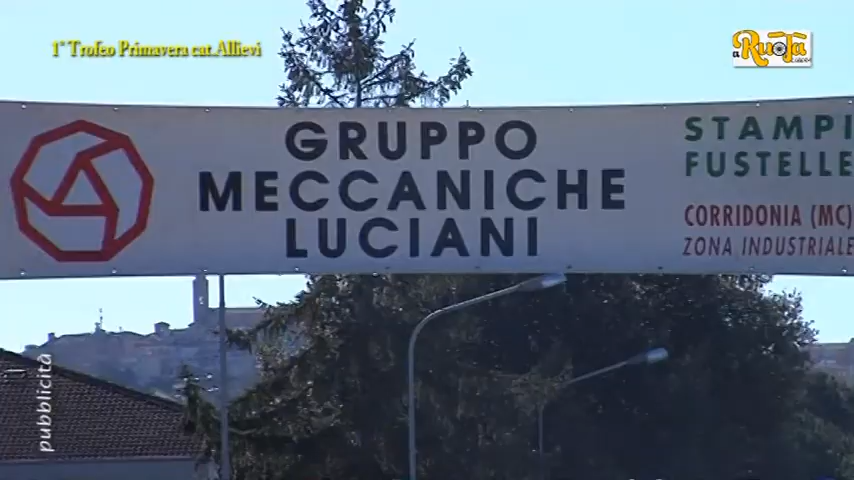 1° Trofeo Primavera cat. Allievi
a RuoTa
GRUPPO
MECCANICHE
LUCIANI
STAMPI
FUSTELLE
CORRIDONIA (MC)
ZONA INDUSTRIALE
pubblicità